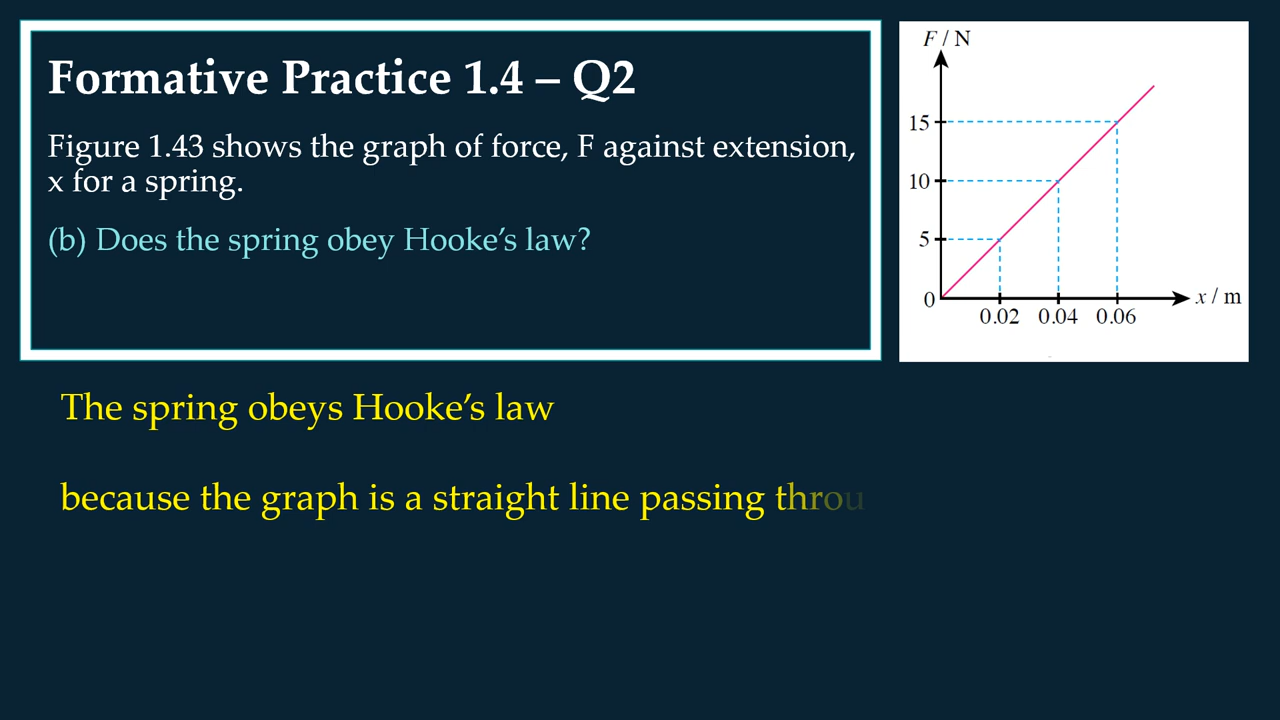 Formative Practice 1.4 – Q2
Figure 1.43 shows the graph of force, F against extension,
x for a spring.
(b) Does the spring obey Hooke’s law?
F / N
15
10
5
0
x / m
0.02 0.04 0.06
The spring obeys Hooke’s law
because the graph is a straight line passing throu